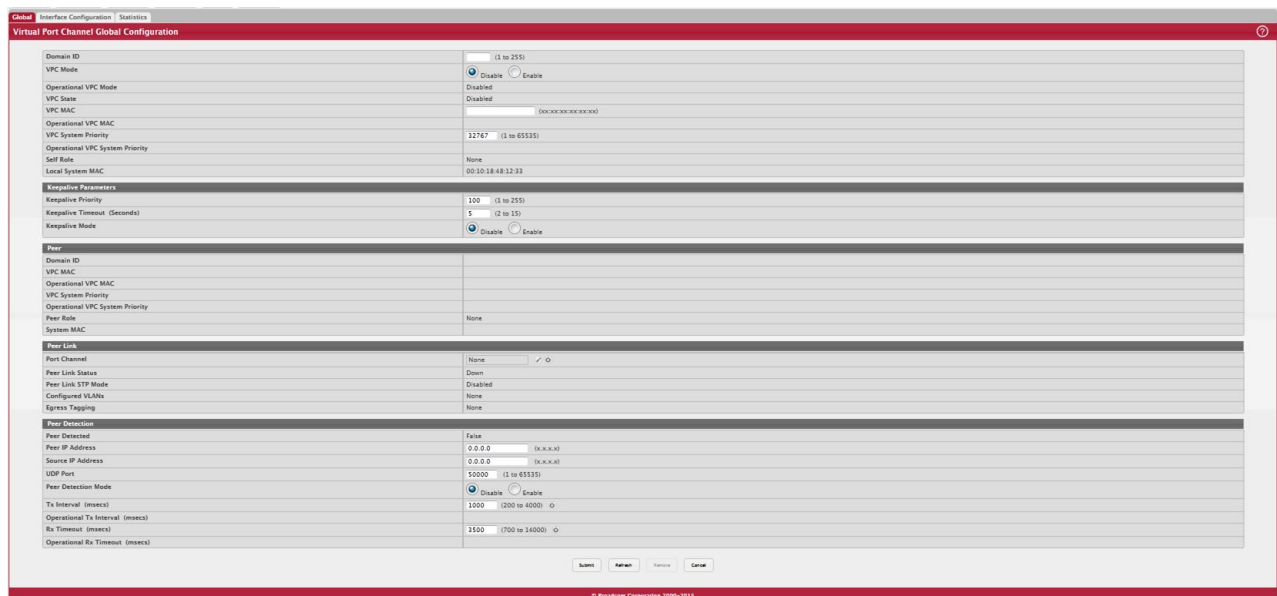 Global Interface Configuration Statistics
Virtual Port Channel Global Configuration ?
Domain ID (1 to 255)
VPC Mode Disable Enable
Operational VPC Mode Disabled
VPC State Disabled
VPC MAC (xx:xx:xx:xx:xx:xx)
Operational VPC MAC
VPC System Priority 32767 (1 to 65535)
Operational VPC System Priority
Self Role None
Local System MAC 00:10:18:48:12:33
Keepalive Parameters
Keepalive Priority 100 (1 to 255)
Keepalive Timeout (Seconds) 5 (2 to 15)
Keepalive Mode Disable Enable
Peer
Domain ID
VPC MAC
Operational VPC MAC
VPC System Priority
Operational VPC System Priority
Peer Role None
System MAC
Peer Link
Port Channel None
Peer Link Status Down
Peer Link STP Mode Disabled
Configured VLANs None
Egress Tagging None
Peer Detection
Peer Detected False
Peer IP Address 0.0.0.0 (x.x.x.x)
Source IP Address 0.0.0.0 (x.x.x.x)
UDP Port 50000 (1 to 65535)
Peer Detection Mode Disable Enable
Tx Interval (msecs) 1000 (200 to 4000)
Operational Tx Interval (msecs)
Rx Timeout (msecs) 3500 (700 to 14000)
Operational Rx Timeout (msecs)
Submit Refresh Remove Cancel
© Broadcom Corporation 2000-2013